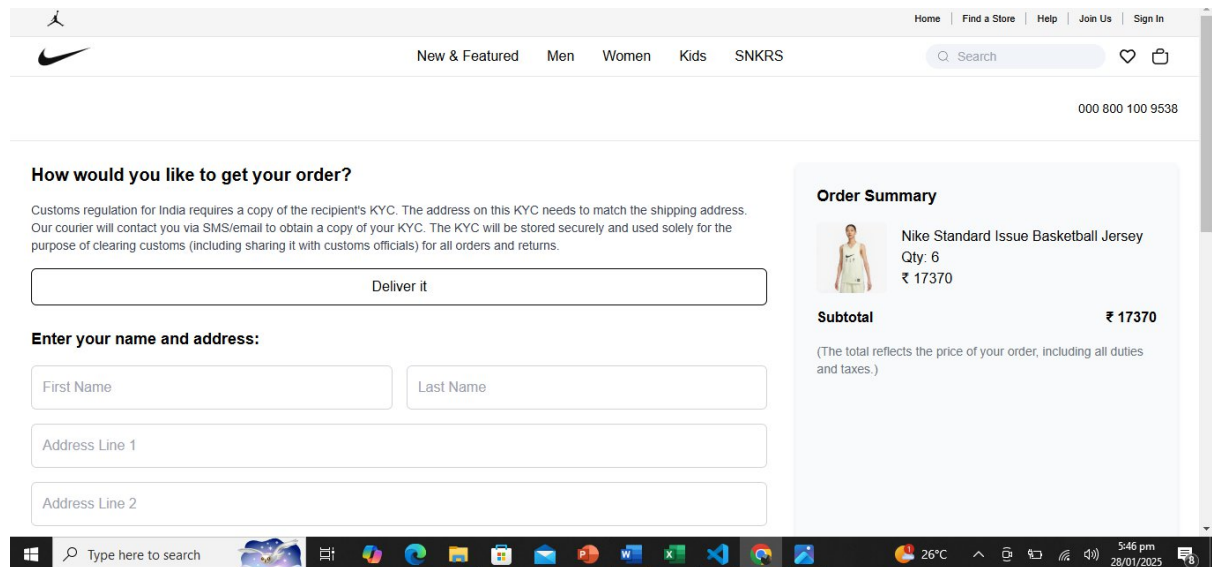 Home Find a Store Help Join Us Sign In
New & Featured Men Women Kids SNKRS Search
000 800 100 9538
How would you like to get your order?
Customs regulation for India requires a copy of the recipient's KYC. The address on this KYC needs to match the shipping address.
Our courier will contact you via SMS/email to obtain a copy of your KYC. The KYC will be stored securely and used solely for the
purpose of clearing customs (including sharing it with customs officials) for all orders and returns.
Deliver it
Enter your name and address:
First Name Last Name
Address Line 1
Address Line 2
Order Summary
Nike Standard Issue Basketball Jersey
Qty: 6
₹ 17370
Subtotal ₹ 17370
(The total reflects the price of your order, including all duties
and taxes.)
Type here to search 26°C 5:46 pm
28/01/2025 8